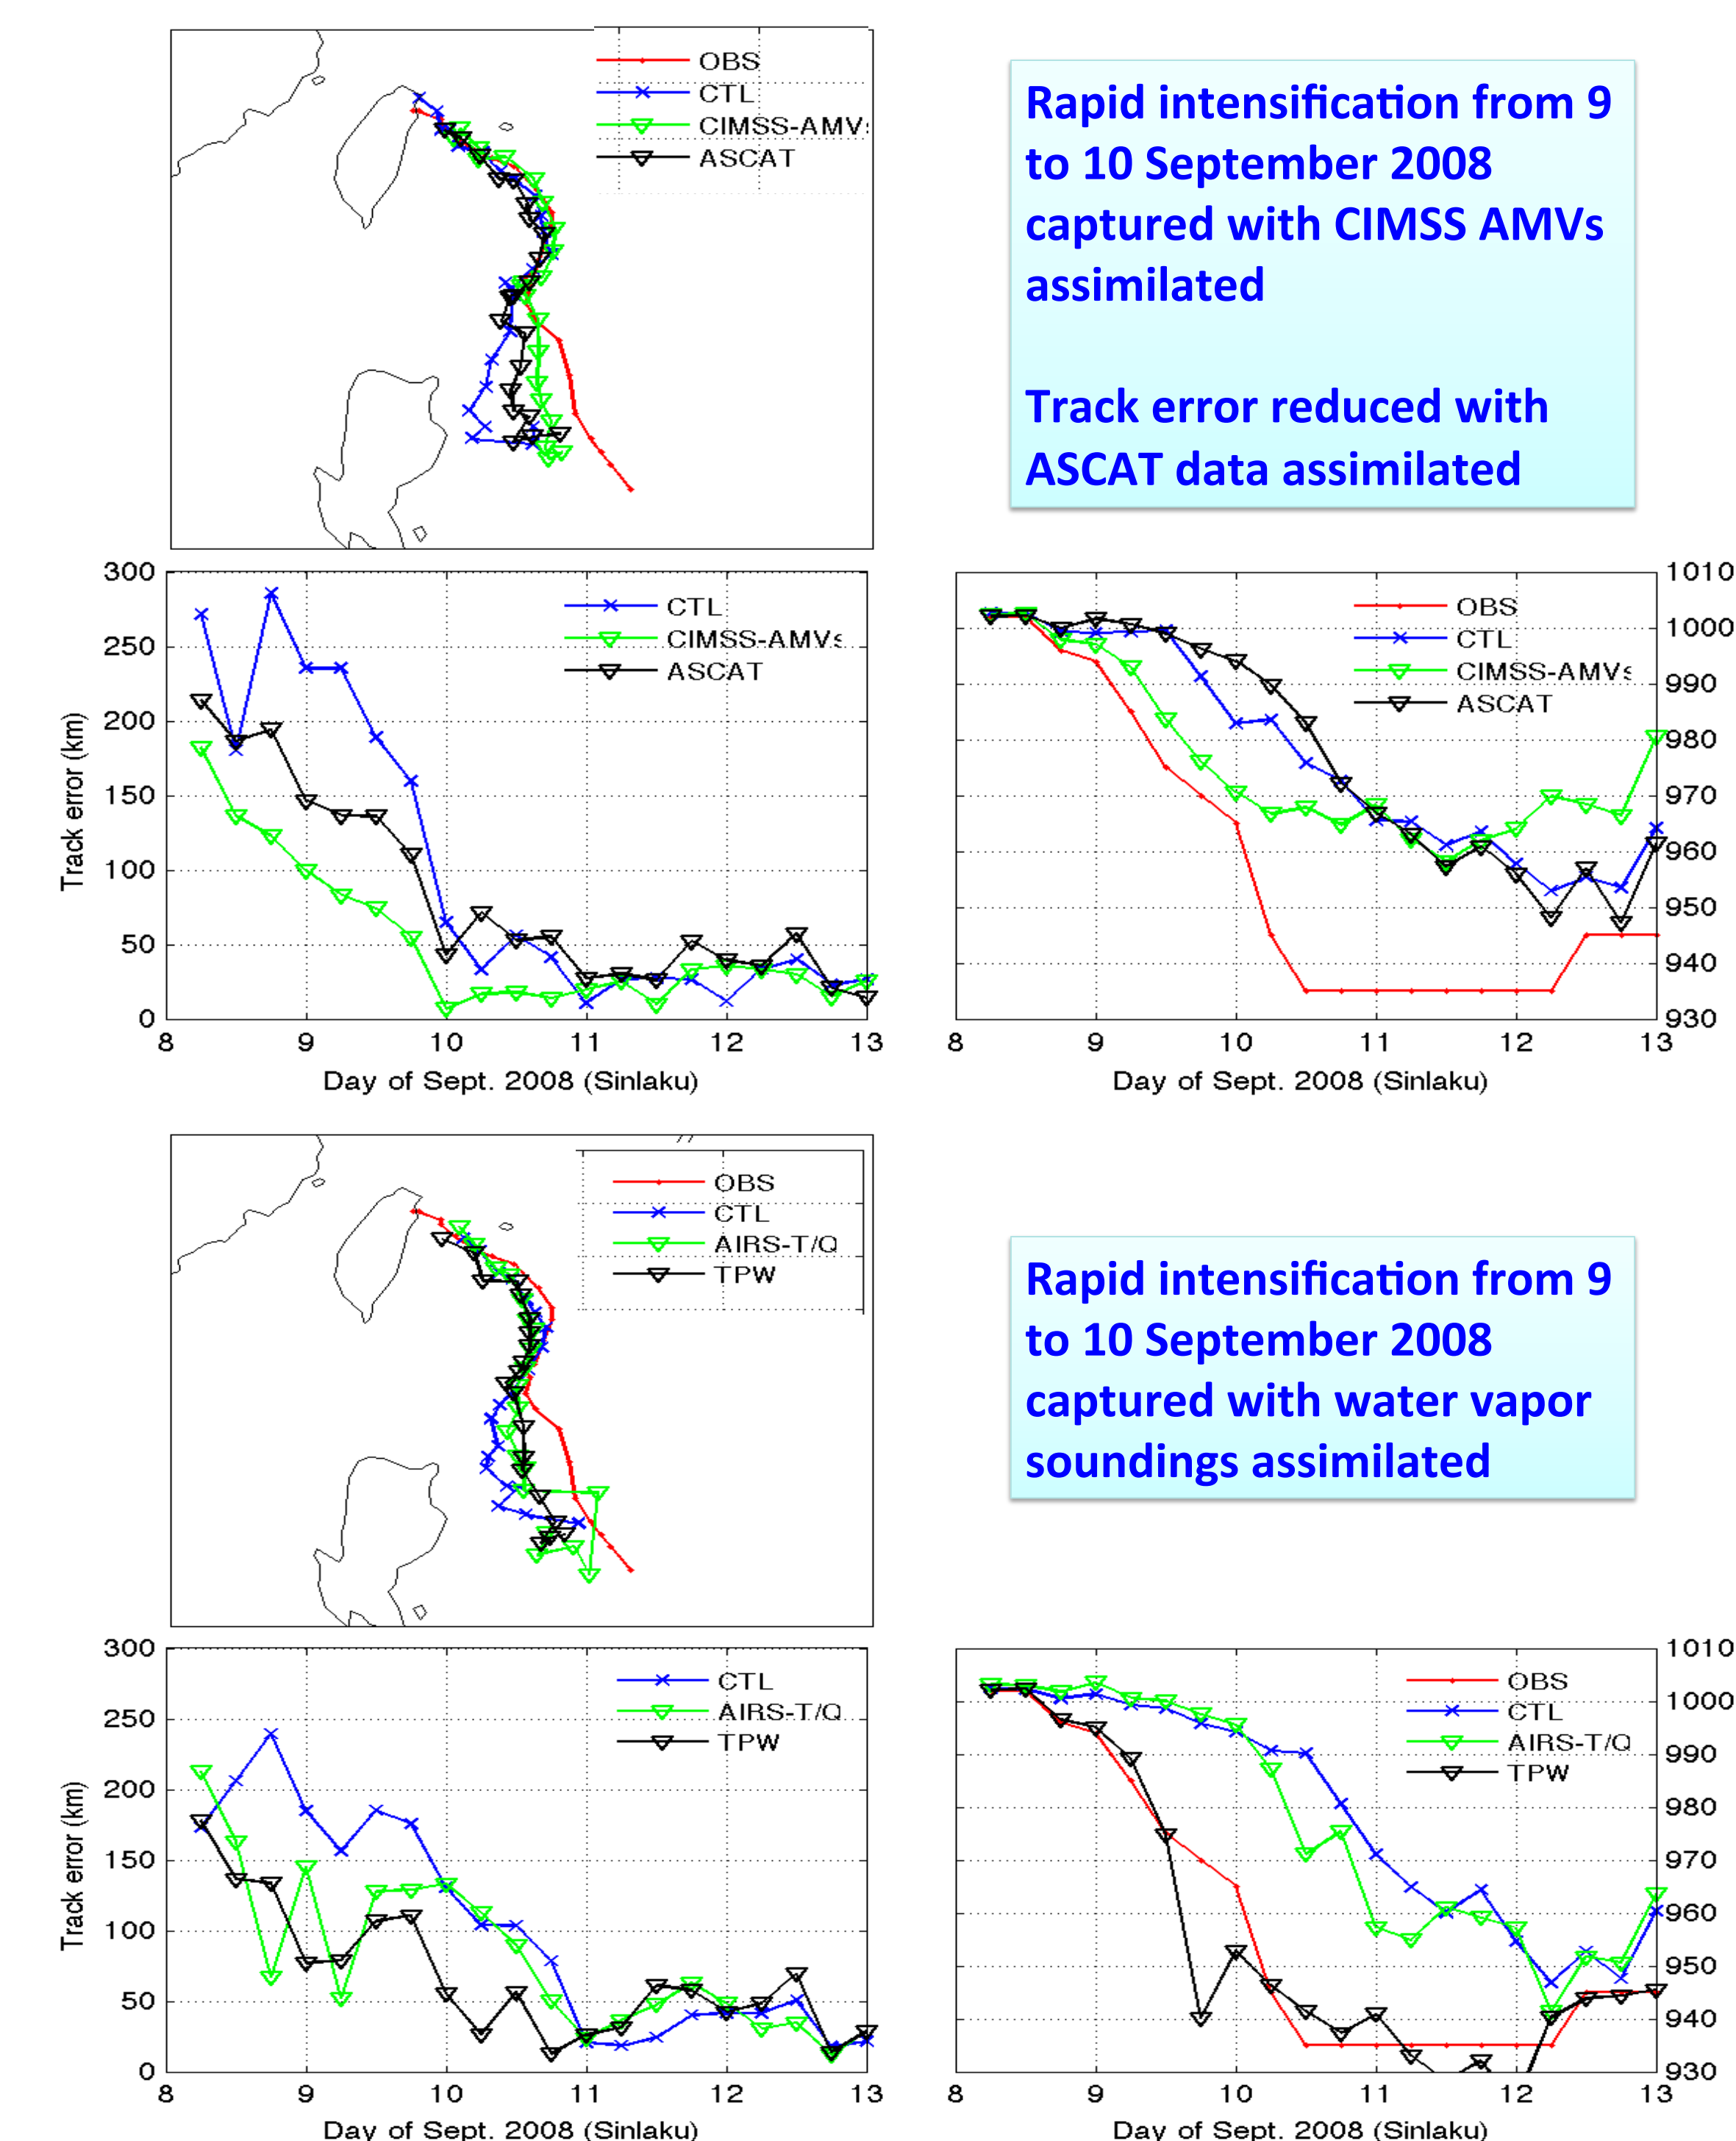 OBS
CTL
CIMSS-AMVs
ASCAT
Rapid intensification from 9
to 10 September 2008
captured with CIMSS AMVs
assimilated
Track error reduced with
ASCAT data assimilated
300
250
200
150
100
50
0
Track error (km)
CTL
CIMSS-AMVs
ASCAT
8 9 10 11 12 13
Day of Sept. 2008 (Sinlaku)
OBS
CTL
CIMSS-AMVs
ASCAT
1010
1000
990
980
970
960
950
940
930
8 9 10 11 12 13
Day of Sept. 2008 (Sinlaku)
OBS
CTL
AIRS-T/Q
TPW
Rapid intensification from 9
to 10 September 2008
captured with water vapor
soundings assimilated
300
250
200
150
100
50
0
Track error (km)
CTL
AIRS-T/Q
TPW
8 9 10 11 12 13
Day of Sept. 2008 (Sinlaku)
OBS
CTL
AIRS-T/Q
TPW
1010
1000
990
980
970
960
950
940
930
8 9 10 11 12 13
Day of Sept. 2008 (Sinlaku)